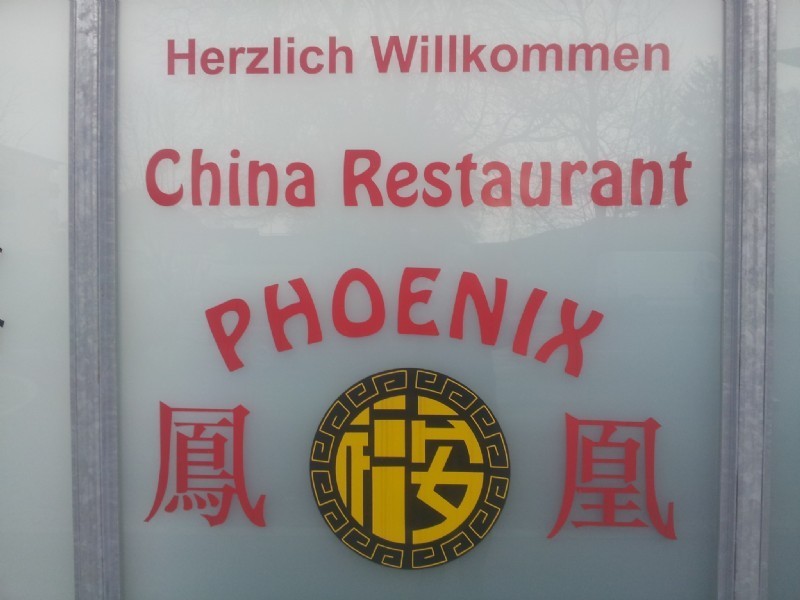 Herzlich Willkommen
China Restaurant
PHOENIX
鳳 凰